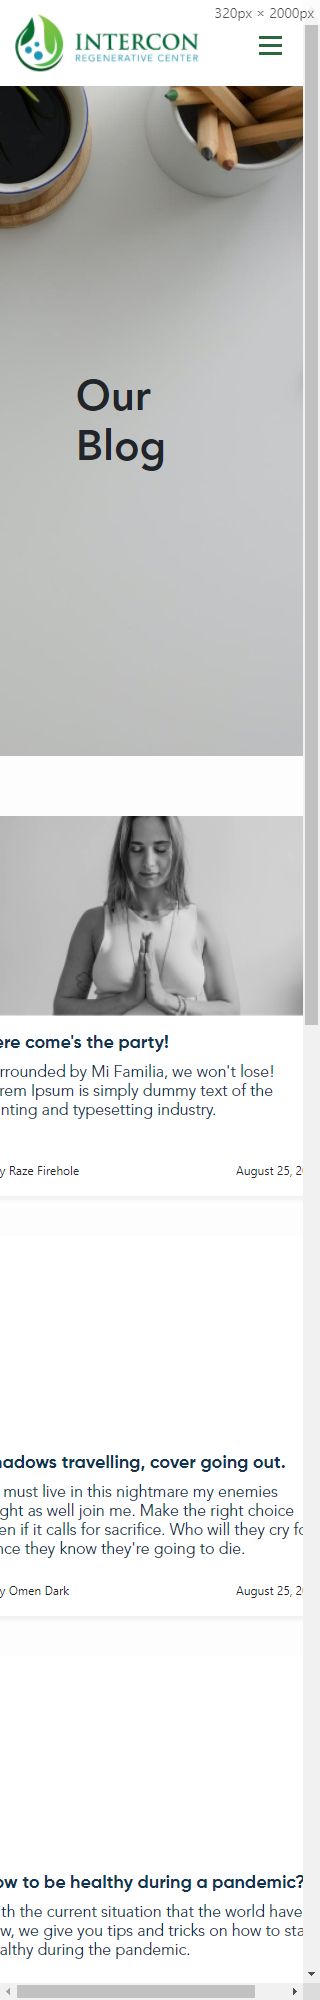 320px × 2000px
INTERCON
REGENERATIVE CENTER
Our
Blog
ere come's the party!
rrounded by Mi Familia, we won't lose!
rem Ipsum is simply dummy text of the
nting and typesetting industry.
y Raze Firehole
August 25, 2
hadows travelling, cover going out.
must live in this nightmare my enemies
ght as well join me. Make the right choice
en if it calls for sacrifice. Who will they cry fo
nce they know they're going to die.
y Omen Dark
August 25, 2
ow to be healthy during a pandemic?
th the current situation that the world have
w, we give you tips and tricks on how to sta
althy during the pandemic.